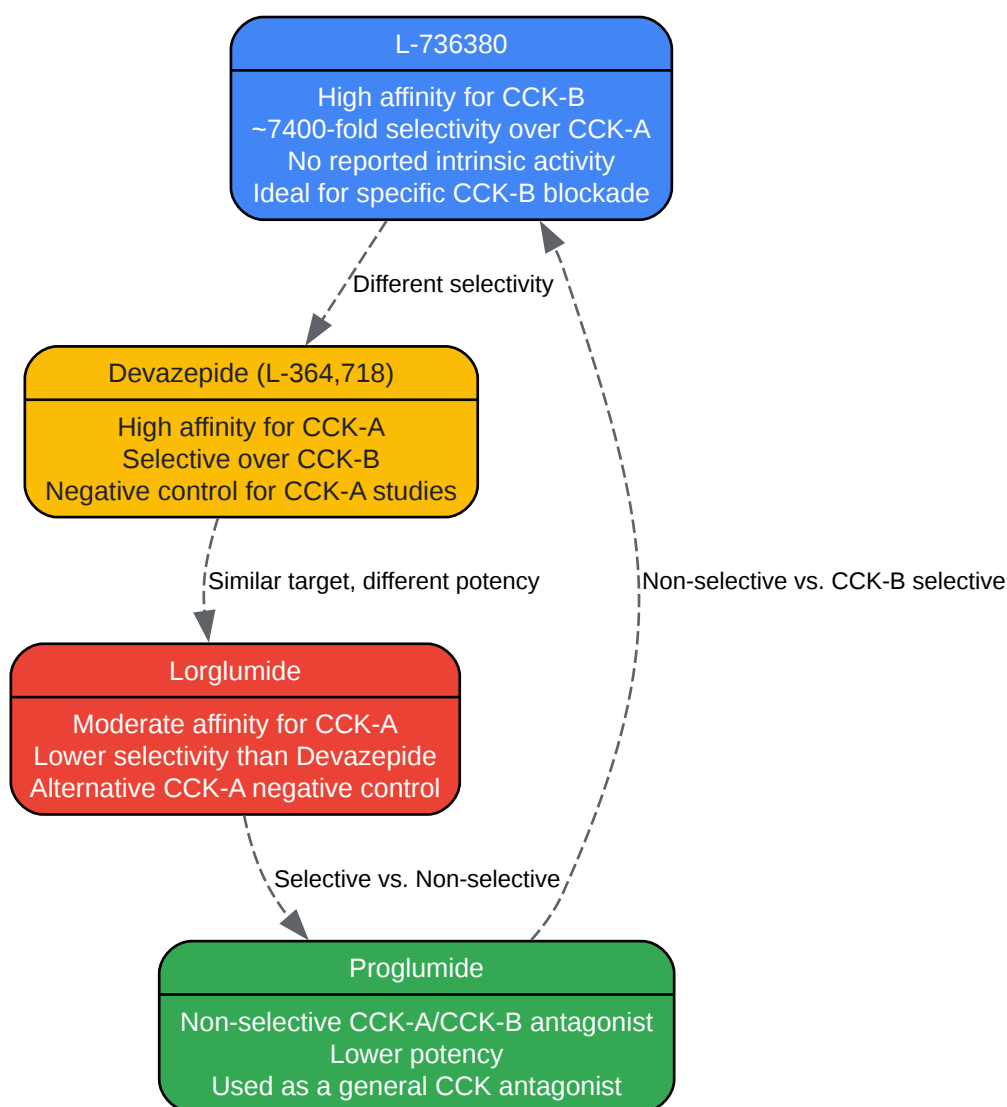 L-736380
High affinity for CCK-B
~7400-fold selectivity over CCK-A
No reported intrinsic activity
Ideal for specific CCK-B blockade
Different selectivity
Devazepide (L-364,718)
High affinity for CCK-A
Selective over CCK-B
Negative control for CCK-A studies
Similar target, different potency
Non-selective vs. CCK-B selective
Lorglumide
Moderate affinity for CCK-A
Lower selectivity than Devazepide
Alternative CCK-A negative control
Selective vs. Non-selective
Proglumide
Non-selective CCK-A/CCK-B antagonist
Lower potency
Used as a general CCK antagonist